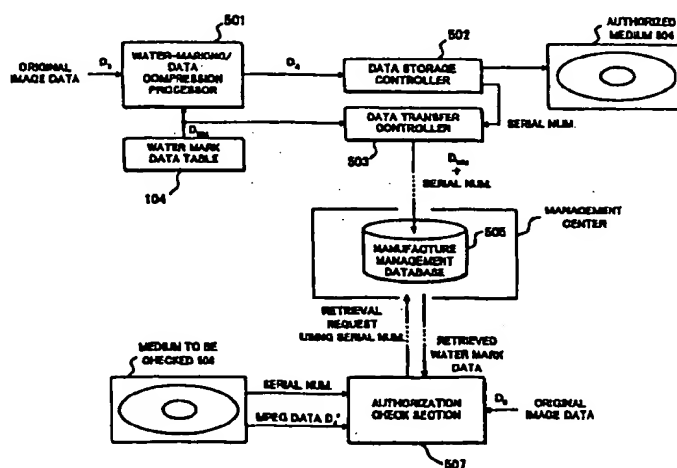 501
WATER-MARKING/
DATA
COMPRESSION
PROCESSOR
ORIGINAL
IMAGE DATA
502
DATA STORAGE
CONTROLLER
AUTHORIZED
MEDIUM 504
SERIAL NUM.
DATA TRANSFER
CONTROLLER
503
WATER MARK
DATA TABLE
104
+
SERIAL NUM.
MANAGEMENT
CENTER
505
MANUFACTURE
MANAGEMENT
DATABASE
RETRIEVAL
REQUEST
USING SERIAL NUM.
RETRIEVED
WATER MARK
DATA
MEDIUM TO BE
CHECKED 506
SERIAL NUM.
MPEG DATA
AUTHORIZATION
CHECK SECTION
ORIGINAL
IMAGE DATA
507